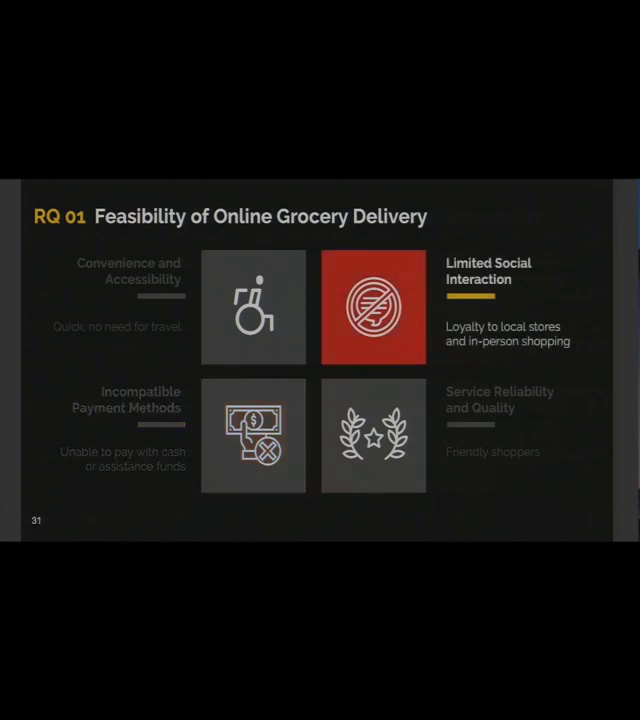 RQ 01 Feasibility of Online Grocery Delivery
Convenience and
Accessibility
Quick, no need for travel
Limited Social
Interaction
Loyalty to local stores
and in-person shopping
Incompatible
Payment Methods
Unable to pay with cash
or assistance funds
Service Reliability
and Quality
Friendly shoppers
31